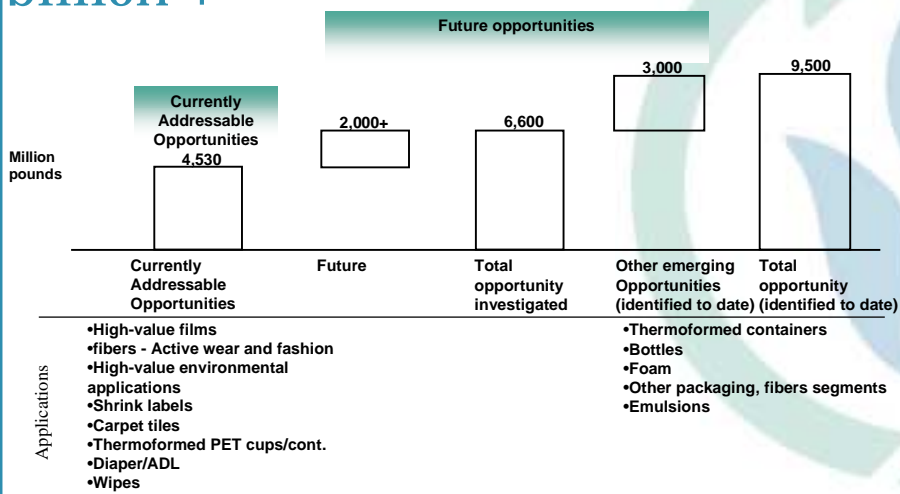 billion +
Future opportunities
3,000
9,500
Currently
Addressable
Opportunities
4,530
2,000+
6,600
Million
pounds
Currently
Addressable
Opportunities
Future
Total
opportunity
investigated
Other emerging
Opportunities
(identified to date)
Total
opportunity
(identified to date)
Applications
•High-value films
•fibers - Active wear and fashion
•High-value environmental
applications
•Shrink labels
•Carpet tiles
•Thermoformed PET cups/cont.
•Diaper/ADL
•Wipes
•Thermoformed containers
•Bottles
•Foam
•Other packaging, fibers segments
•Emulsions